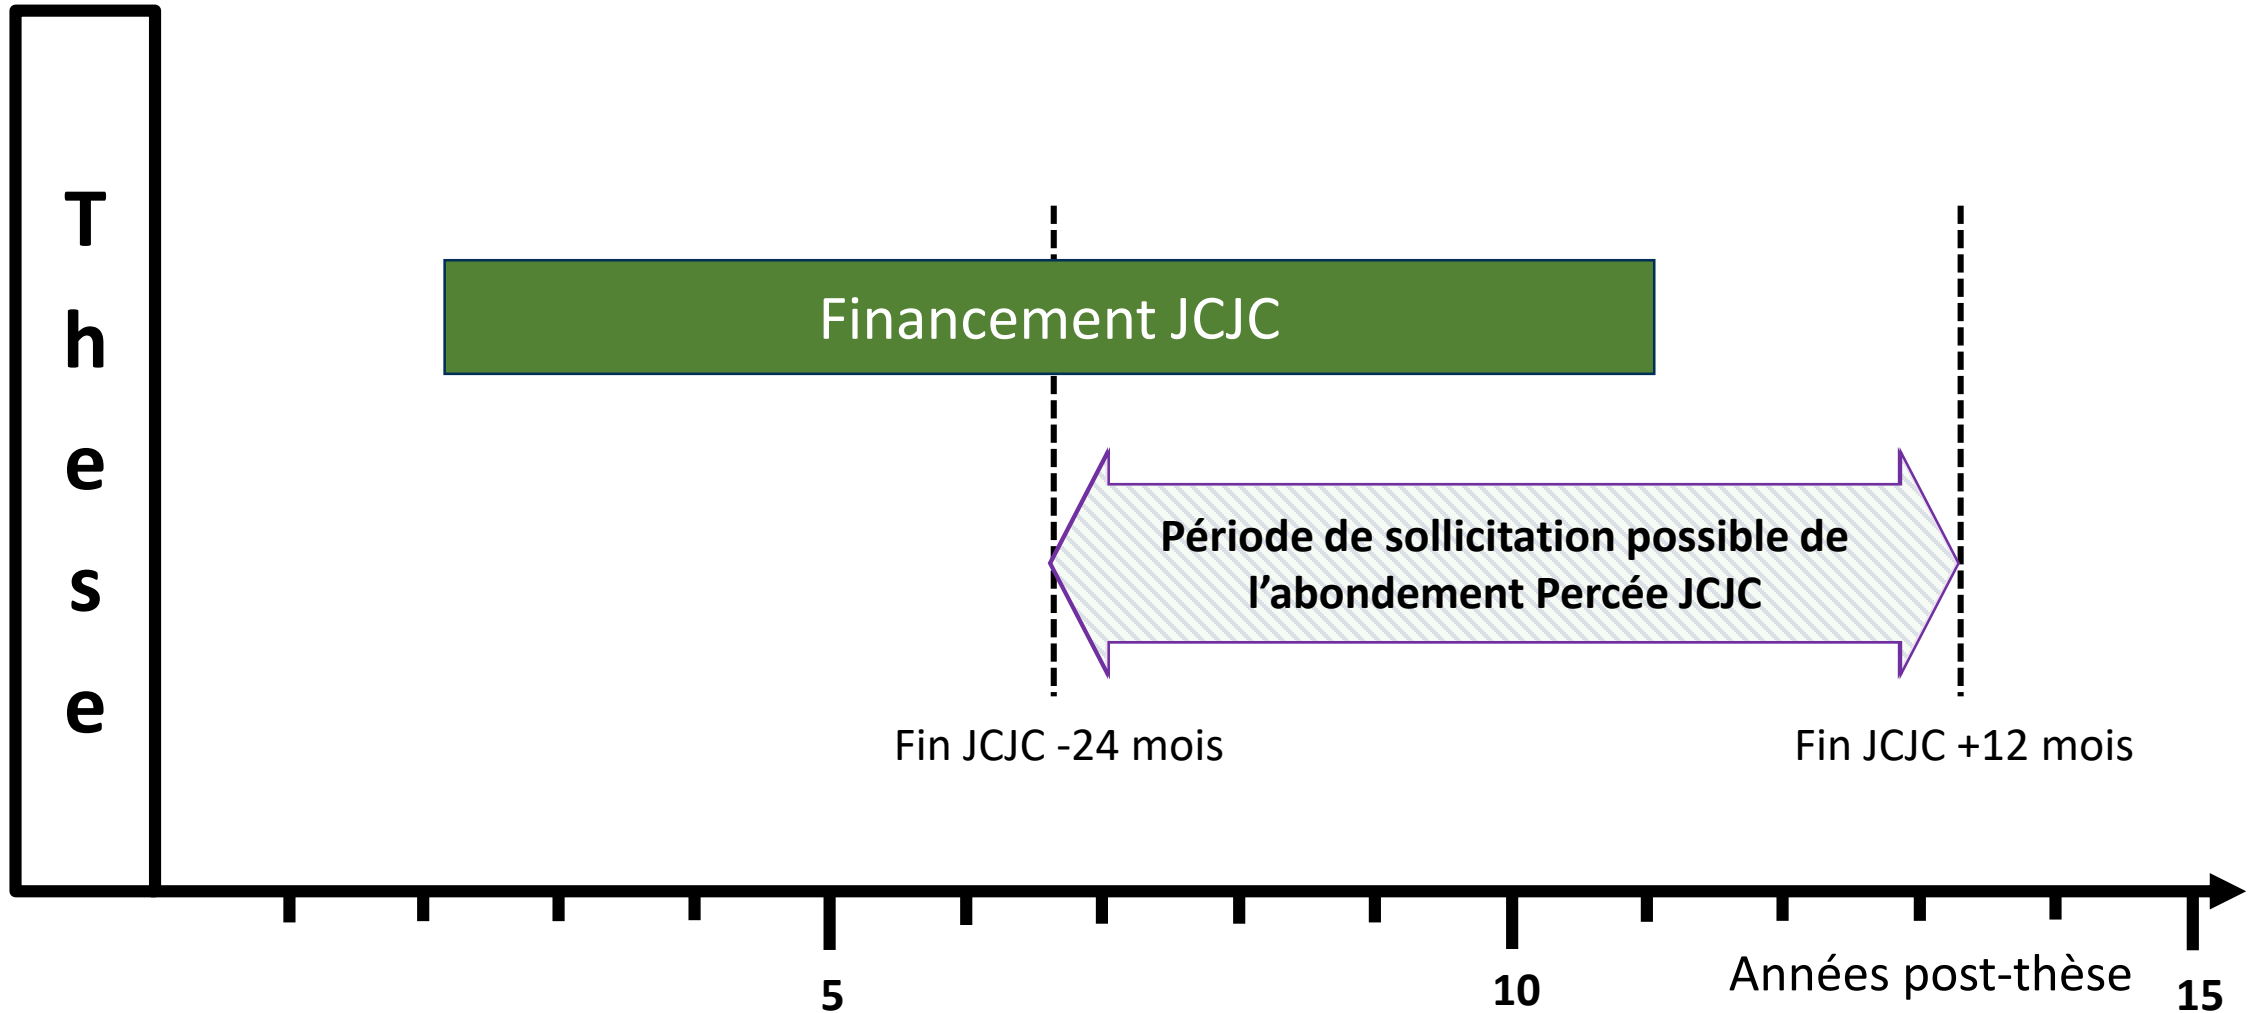 These
Financement JCJC
Période de sollicitation possible de
l’abondement Percée JCJC
Fin JCJC -24 mois
Fin JCJC +12 mois
5
10
Années post-thèse
15